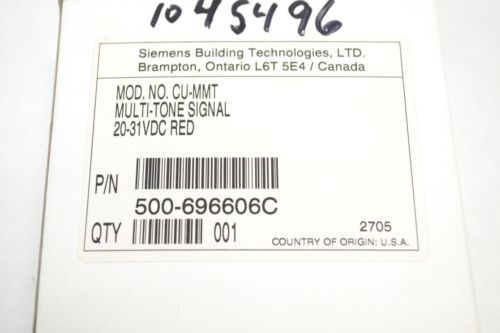 1045496
Siemens Building Technologies, LTD.
Brampton, Ontario L6T 5E4 / Canada
MOD. NO. CU-MMT
MULTI-TONE SIGNAL
20-31VDC RED
P/N
500-696606C
QTY 001
2705
COUNTRY OF ORIGIN: U.S.A.